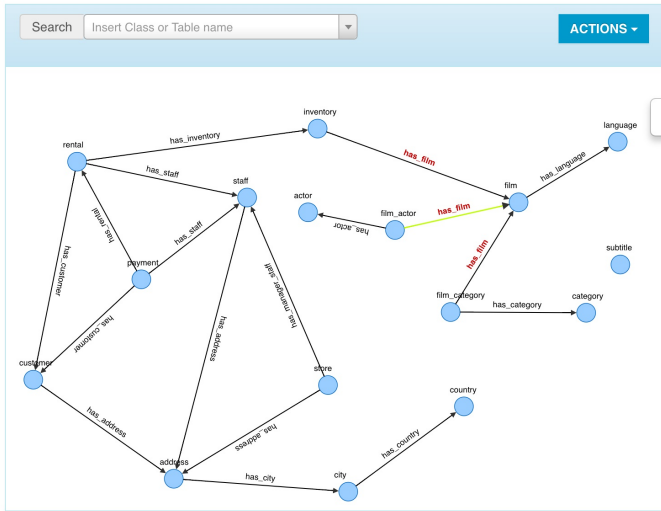 Search Insert Class or Table name ACTIONS
inventory
language
has_inventory
rental
has_film
has_language
has_staff
staff
film
actor
film_actor
has_film
has_rental
has_staff
has_actor
has_film
subtitle
has_customer
payment
has_manager_staff
film_category
has_category
category
has_customer
has_address
customer
store
country
has_address
has_address
has_country
address
has_city
city